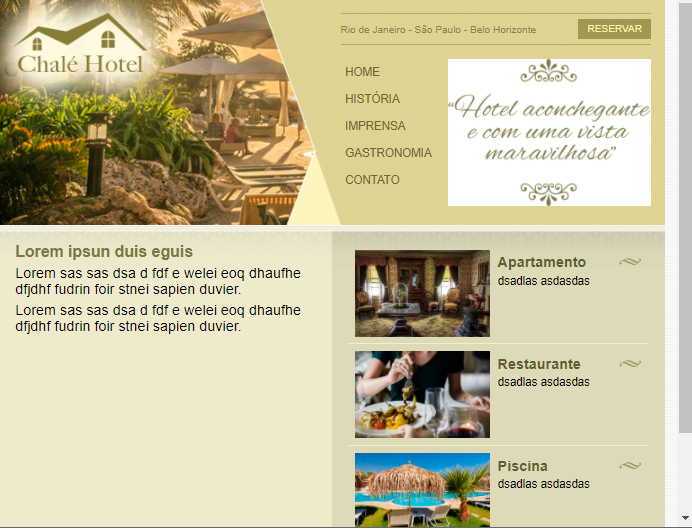 Chalé Hotel
Rio de Janeiro - São Paulo - Belo Horizonte
RESERVAR
HOME
HISTÓRIA
IMPRENSA
GASTRONOMIA
CONTATO
“Hotel aconchegante
e com uma vista
maravilhosa”
Lorem ipsun duis eguis
Lorem sas sas dsa d fdf e welei eoq dhaufhe
dfjdhf fudrin foir stnei sapien duvier.
Lorem sas sas dsa d fdf e welei eoq dhaufhe
dfjdhf fudrin foir stnei sapien duvier.
Apartamento
dsadlas asdasdas
Restaurante
dsadlas asdasdas
Piscina
dsadlas asdasdas